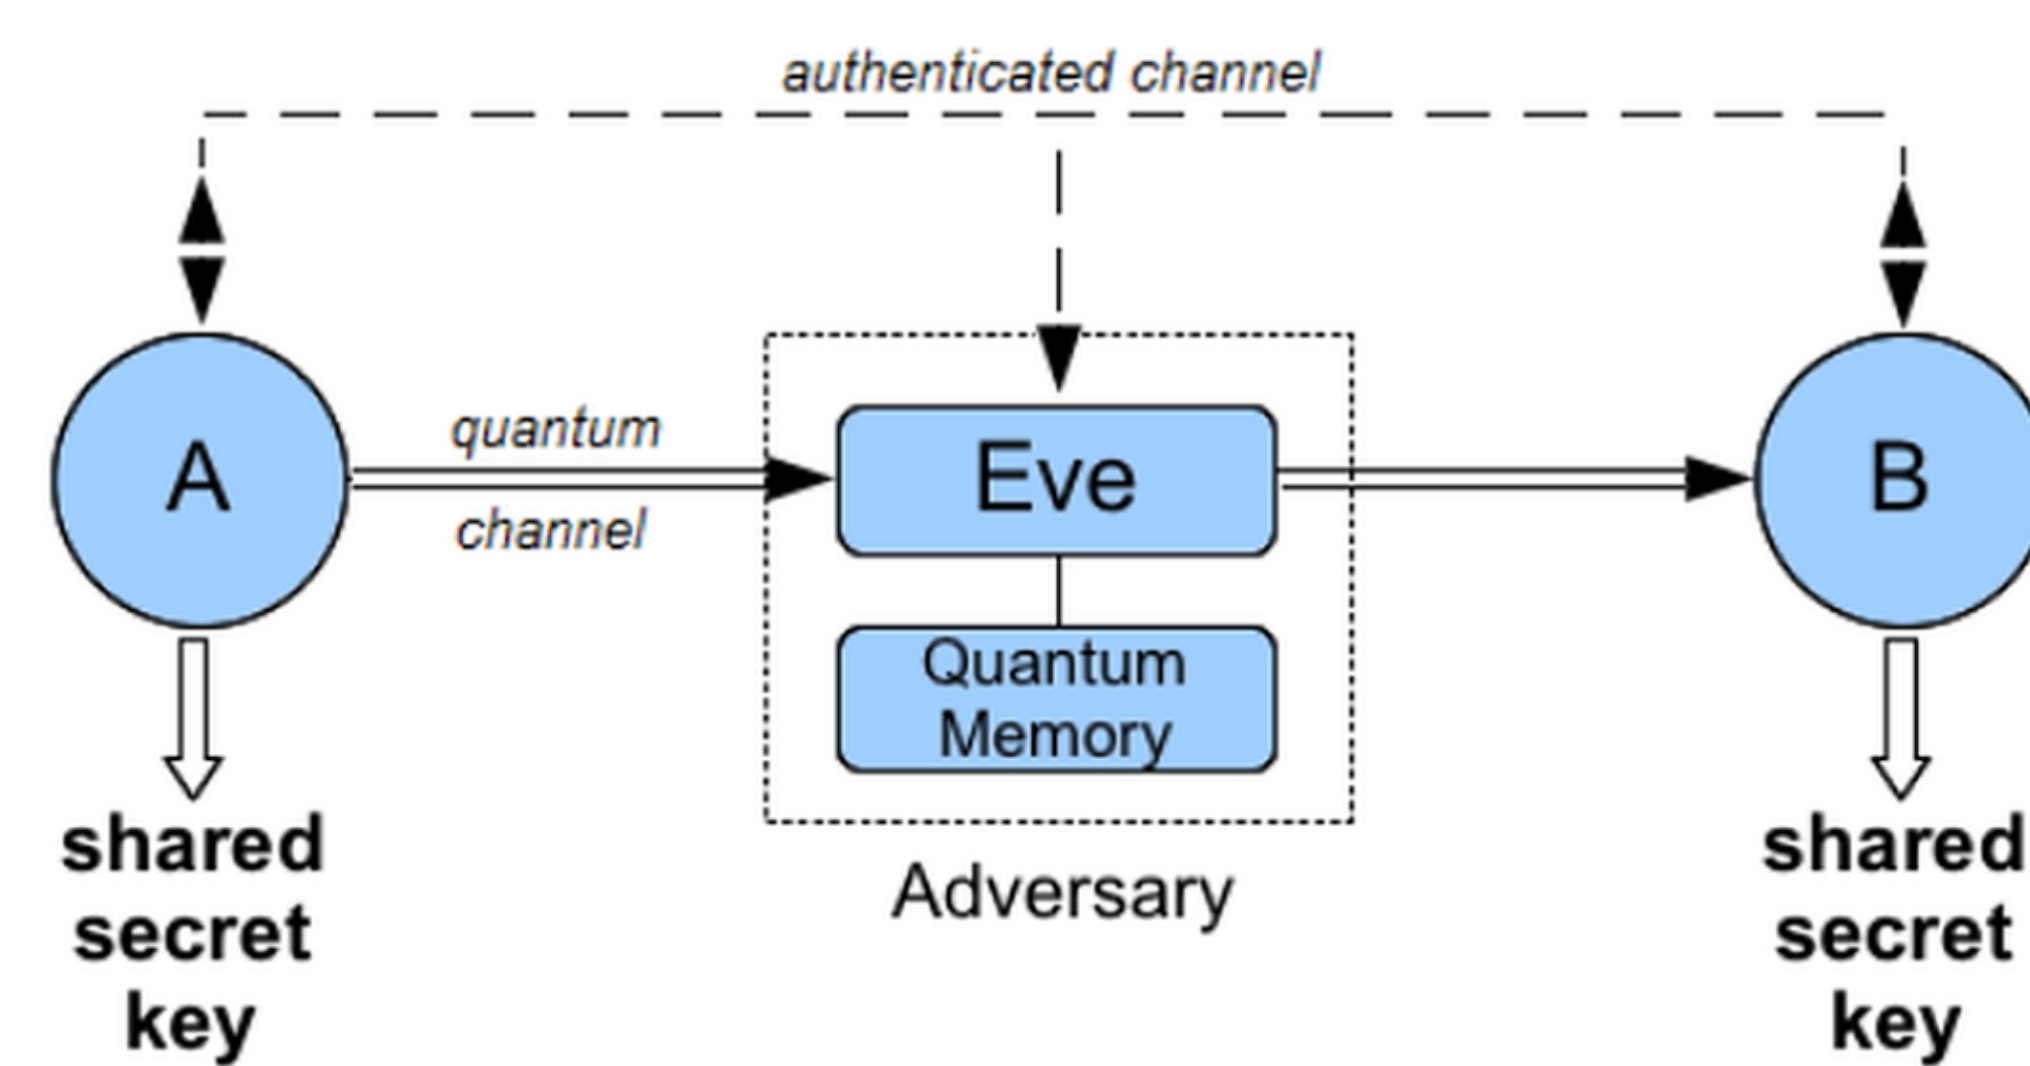 authenticated channel
quantum
channel
A
Eve
B
Quantum
Memory
Adversary
shared
secret
key
shared
secret
key